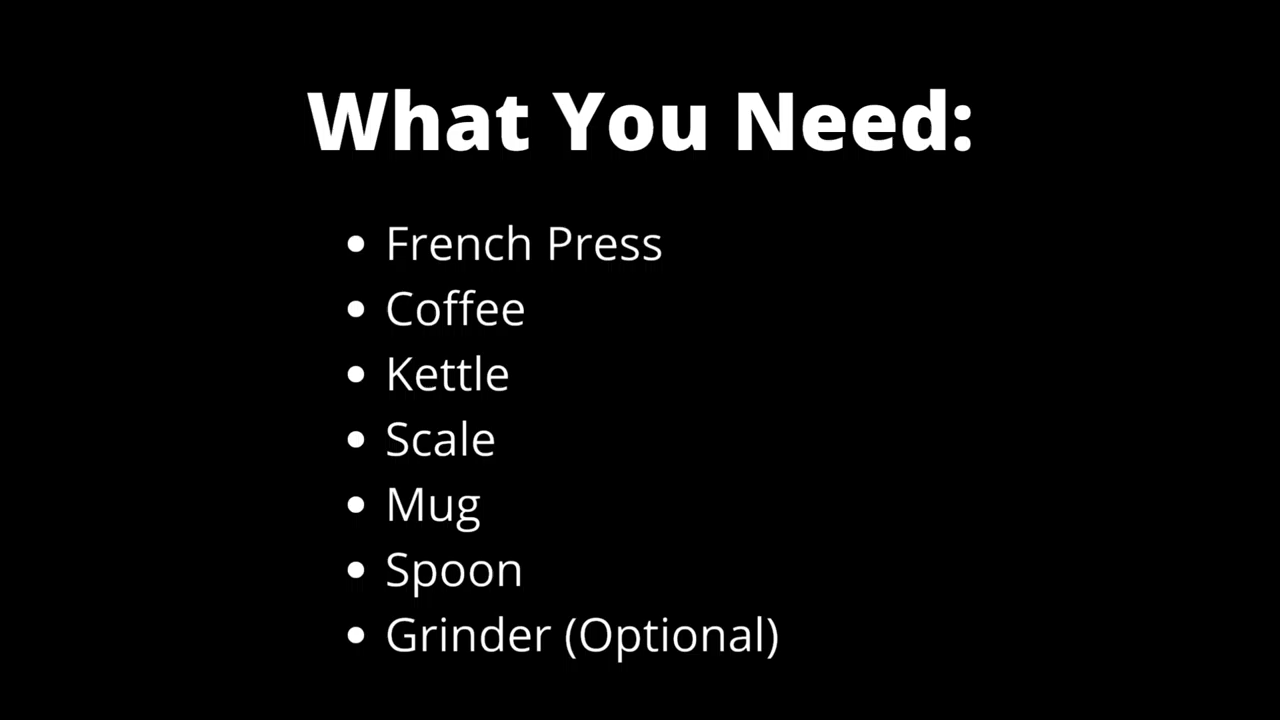 What You Need:
• French Press
• Coffee
• Kettle
• Scale
• Mug
• Spoon
• Grinder (Optional)